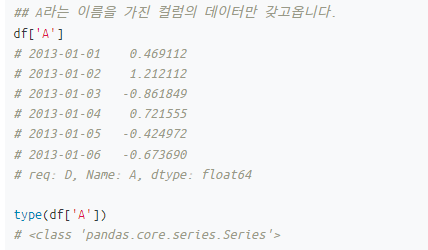 ## A라는 이름을 가진 컬럼의 데이터만 갖고옵니다.
df['A']
# 2013-01-01    0.469112
# 2013-01-02    1.212112
# 2013-01-03   -0.861849
# 2013-01-04    0.721555
# 2013-01-05   -0.424972
# 2013-01-06   -0.673690
# req: D, Name: A, dtype: float64

type(df['A'])
# <class 'pandas.core.series.Series'>